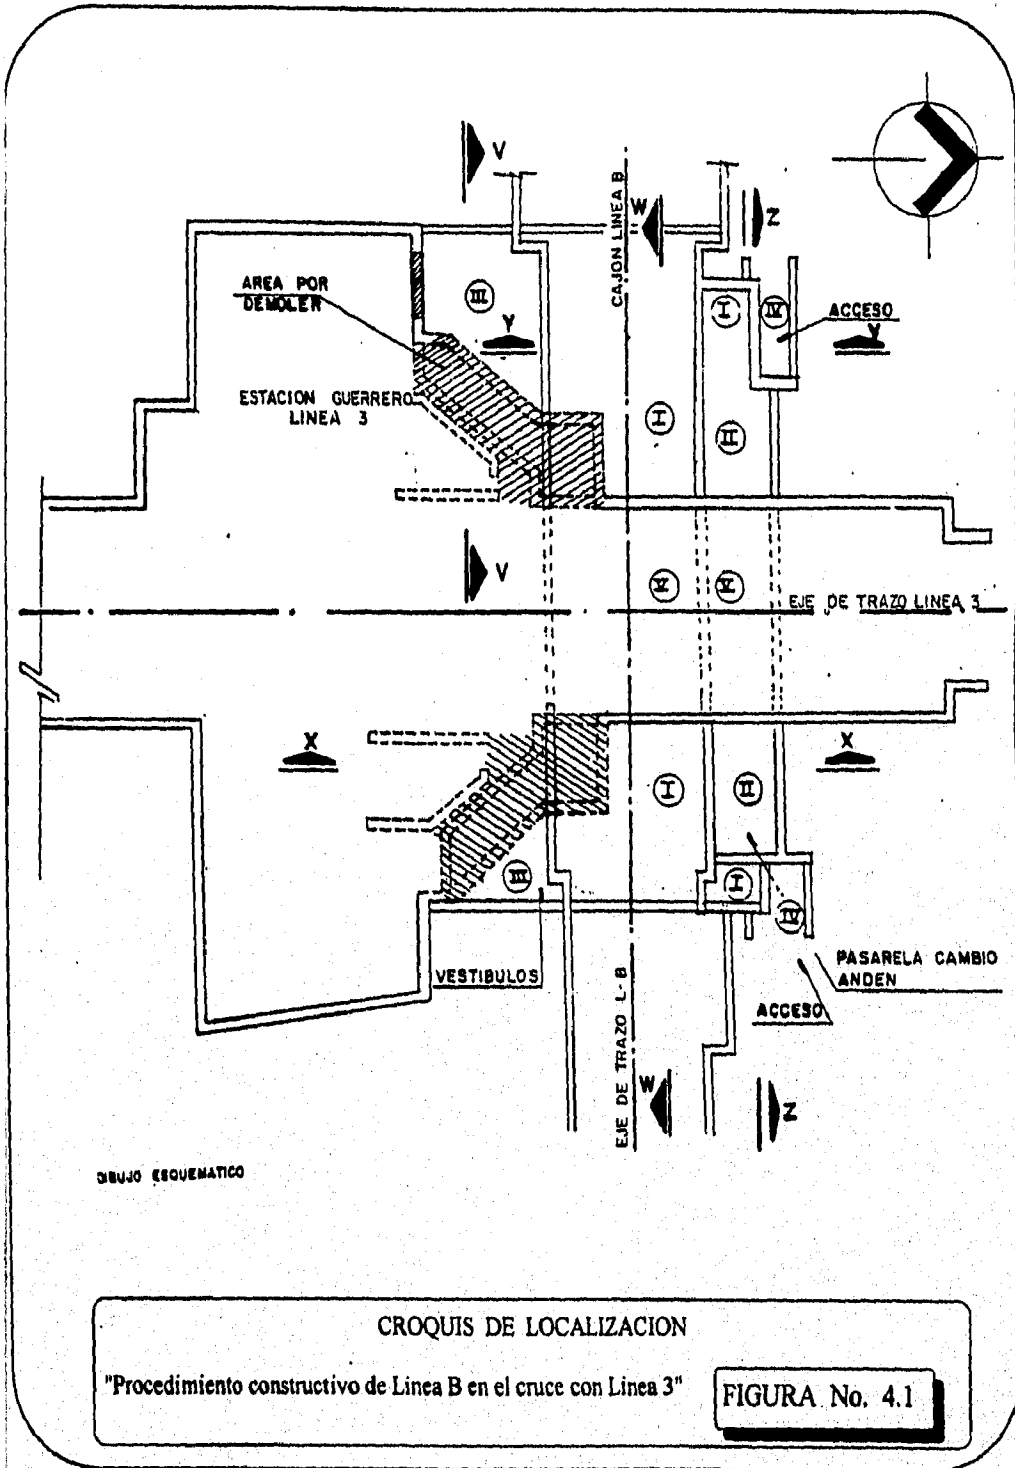 V
W
Z
CAJON LINEA B
AREA POR
DEMOLER
III
I
IV
ACCESO
Y
Y
ESTACION GUERRERO
LINEA 3
I
II
V
V
V
EJE DE TRAZO LINEA 3
X
X
I
II
III
I
IV
VESTIBULOS
PASARELA CAMBIO
ANDEN
ACCESO
EJE DE TRAZO L-B
W
Z
DIBUJO ESQUEMATICO
CROQUIS DE LOCALIZACION
"Procedimiento constructivo de Linea B en el cruce con Linea 3"
FIGURA No. 4.1